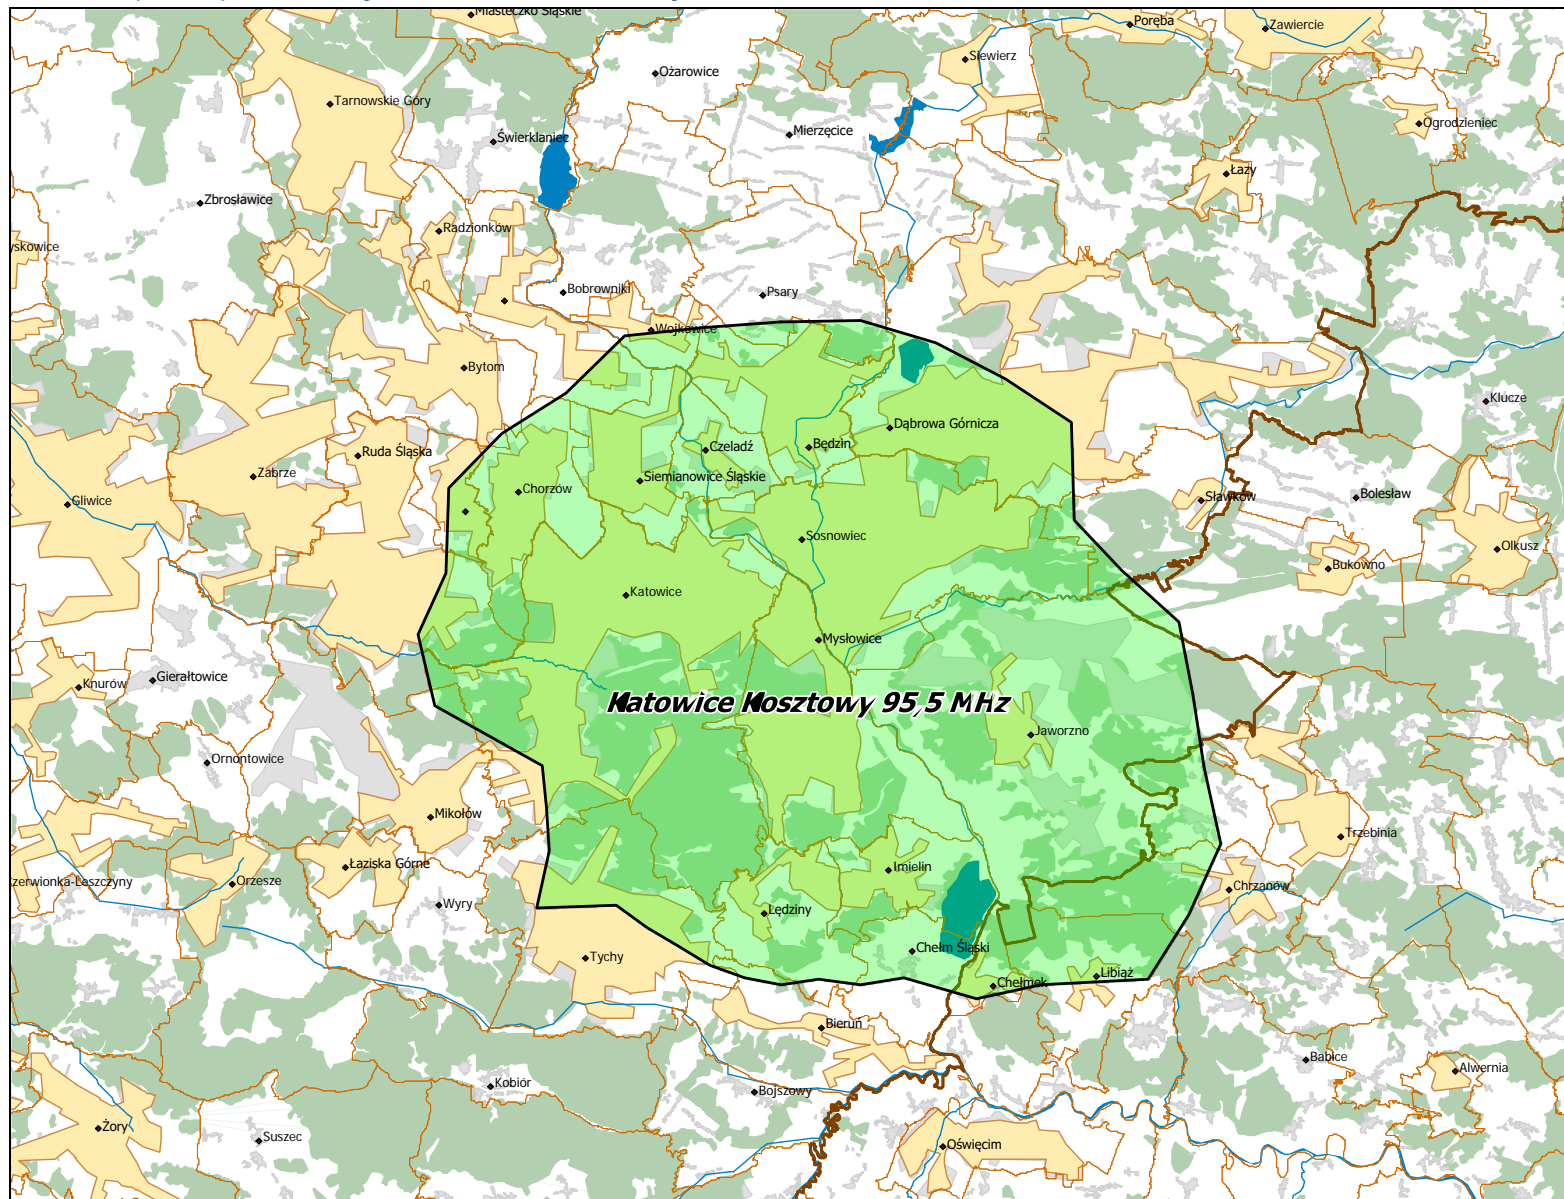 Miasteczko Śląskie
Poręba
Zawiercie
Siewierz
Ożarowice
Tarnowskie Góry
Ogrodzieniec
Mierzęcice
Świerklaniec
Łazy
Zbrosławice
Radzionków
yskowice
Bobrowniki
Psary
Wojkowice
Bytom
Klucze
Dąbrowa Górnicza
Czeladź
Będzin
Ruda Śląska
Zabrze
Siemianowice Śląskie
Chorzów
Gliwice
Sławków
Bolesław
Sosnowiec
Olkusz
Bukowno
Katowice
Mysłowice
Gierałtowice
Knurów
Katowice Kosztowy 95,5 MHz
Jaworzno
Ornontowice
Mikołów
Trzebinia
Łaziska Górne
Imielin
zerwionka-Leszczyny
Orzesze
Chrzanów
Wyry
Lędziny
Chełm Śląski
Tychy
Libiąż
Chełmek
Bieruń
Babice
Alwernia
Kobiór
Bojszowy
Żory
Suszec
Oświęcim